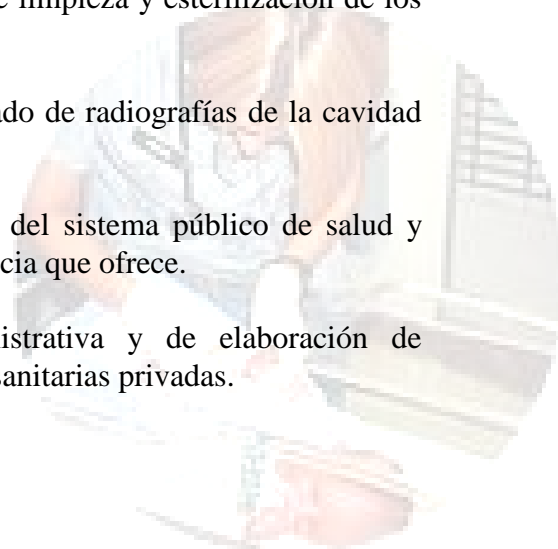 e limpieza y esterilización de los
ado de radiografías de la cavidad
del sistema público de salud y
cia que ofrece.
istrativa y de elaboración de
sanitarias privadas.